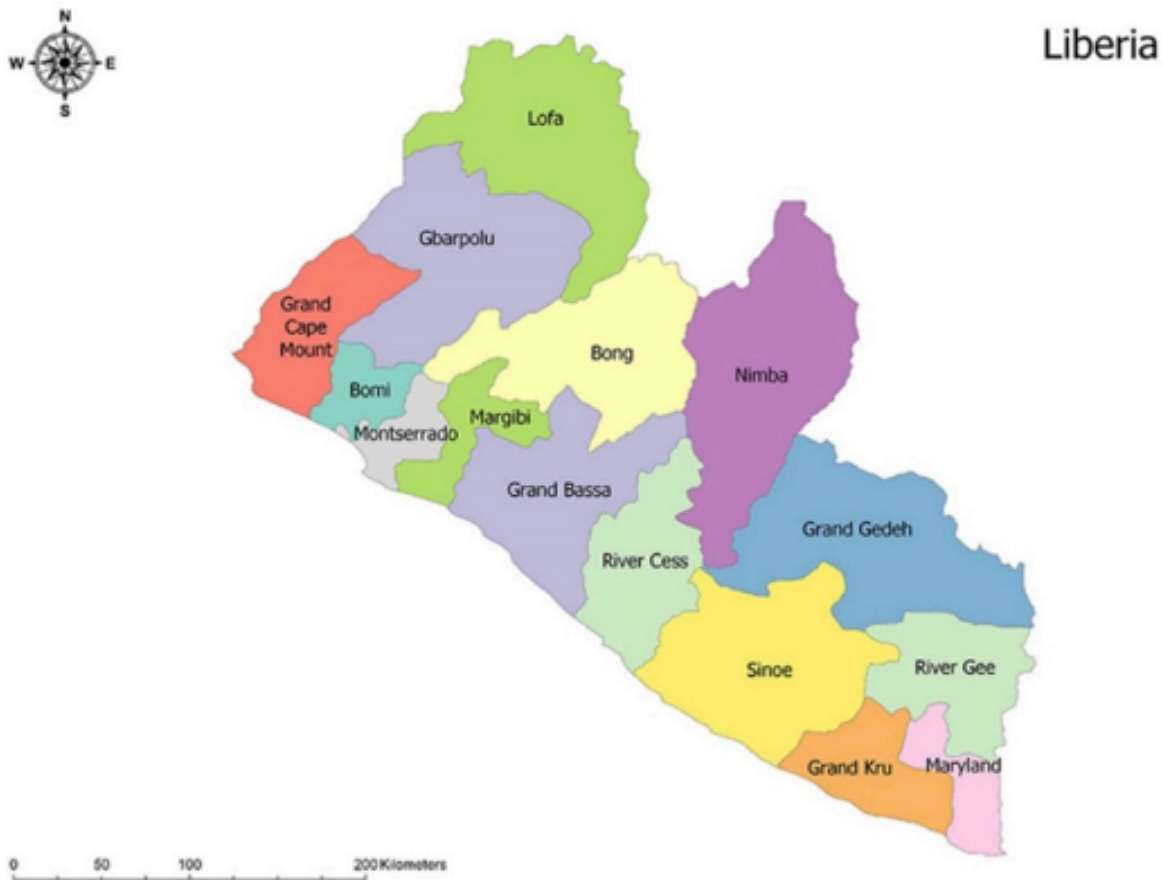 N
Liberia
W
E
S
Lofa
Gbarpolu
Grand
Cape
Mount
Bong
Nimba
Bomi
Margibi
Montserrado
Grand Bassa
Grand Gedeh
River Cess
Sinoe
River Gee
Grand Kru
Maryland
0 50 100 200 Kilometers